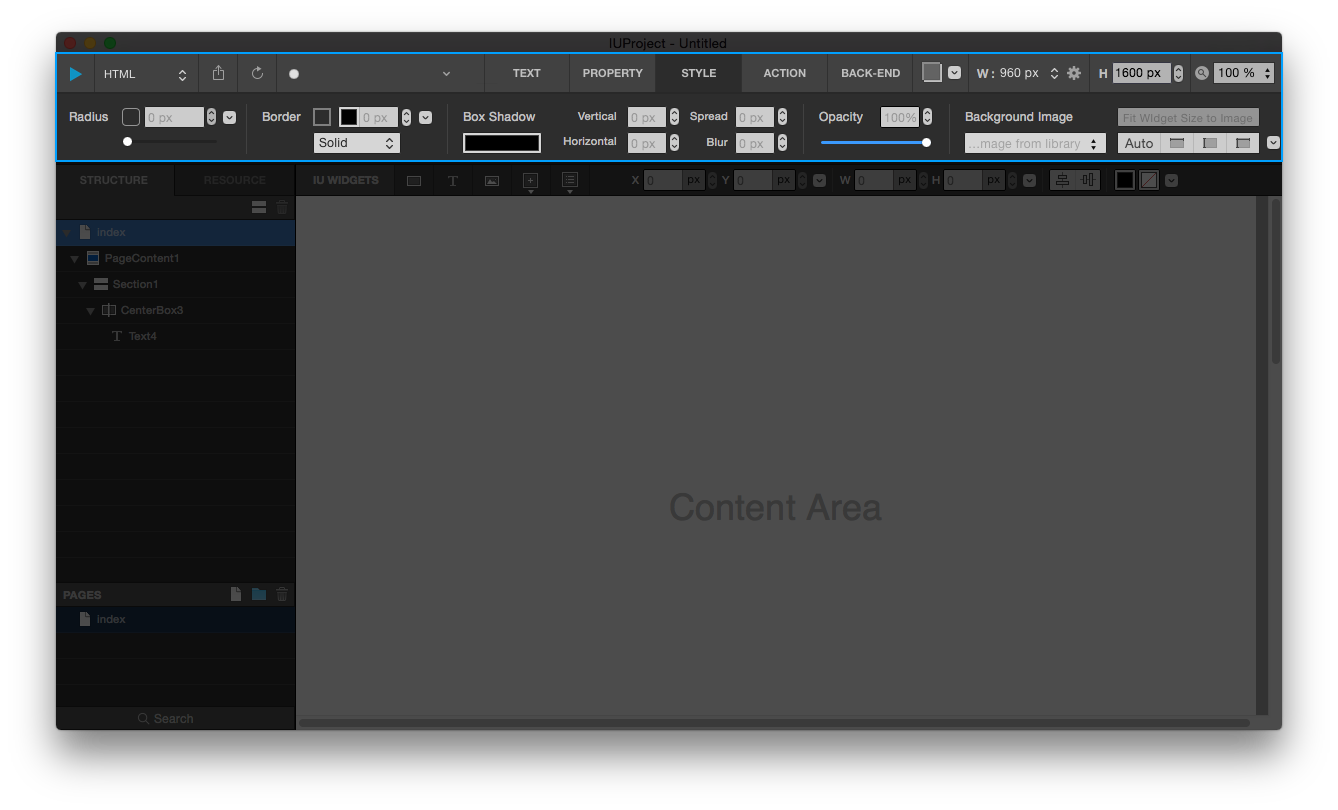 IUProject - Untitled
HTML
TEXT PROPERTY STYLE ACTION BACK-END W : 960 px H 1600 px 100 %
Radius 0 px Border 0 px Box Shadow Vertical 0 px Spread 0 px Opacity 100% Background Image Fit WIdget Size to Image
Solid Horizontal 0 px Blur 0 px ...mage from library Auto
STRUCTURE RESOURCE IU WIDGETS T X 0 px Y 0 px W 0 px H 0 px
index
PageContent1
Section1
CenterBox3
T Text4
Content Area
PAGES
index
Search